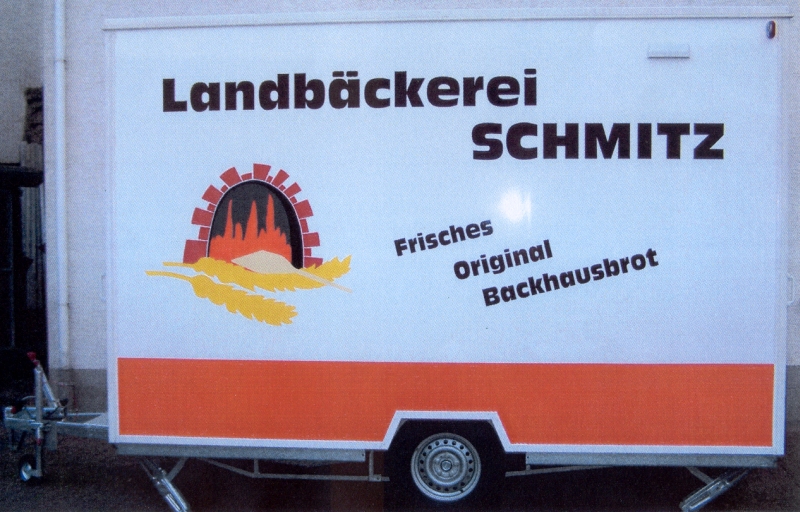 Landbäckerei
SCHMITZ
Frisches
Original
Backhausbrot